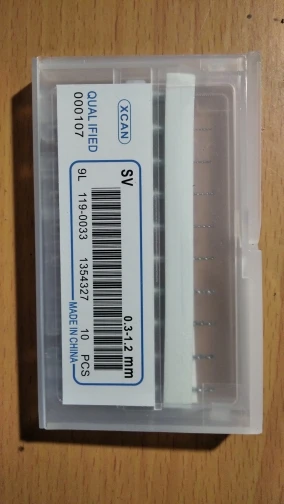 XCAN
QUALIFIED
000107
SV
0.3-1.2 mm
9L 119-0033 1354327 10 PCS
MADE IN CHINA